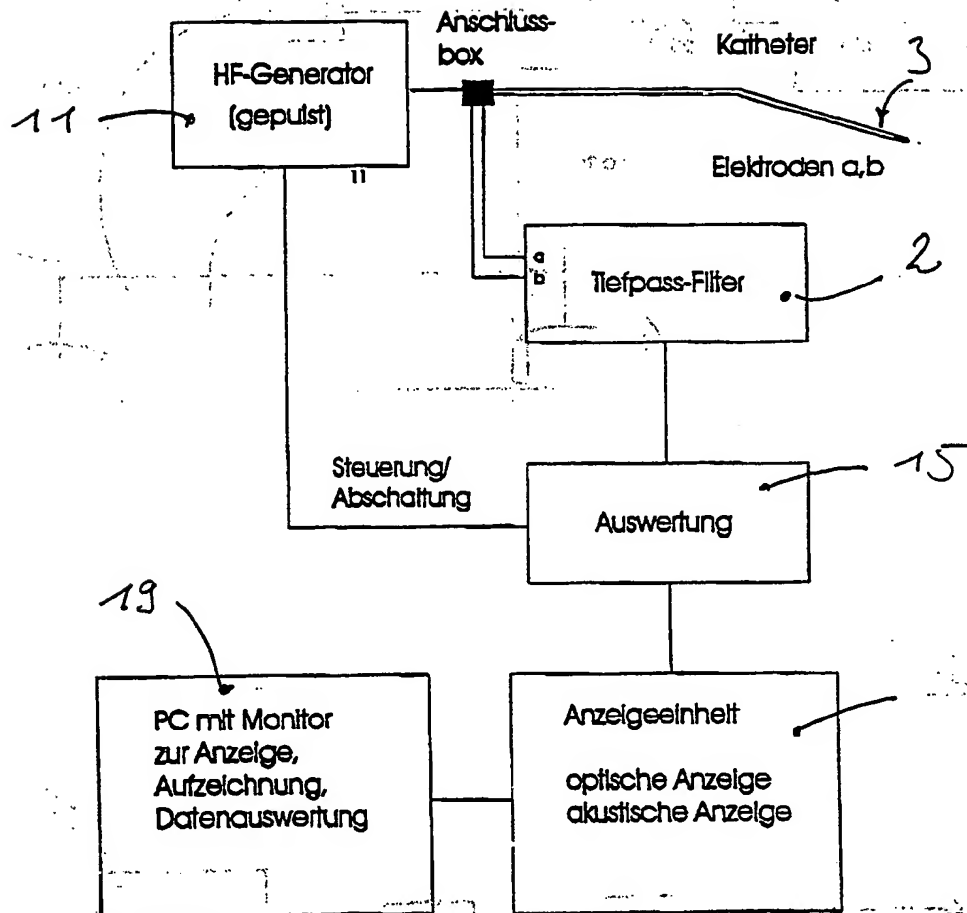 Anschluss-
box
Katheter
3
HF-Generator
(gepulst)
11
11
Elektroden a,b
a
b
Tiefpass-Filter
2
Steuerung/
Abschaltung
15
Auswertung
19
PC mit Monitor
zur Anzeige,
Aufzeichnung,
Datenauswertung
Anzeigeeinheit
optische Anzeige
akustische Anzeige